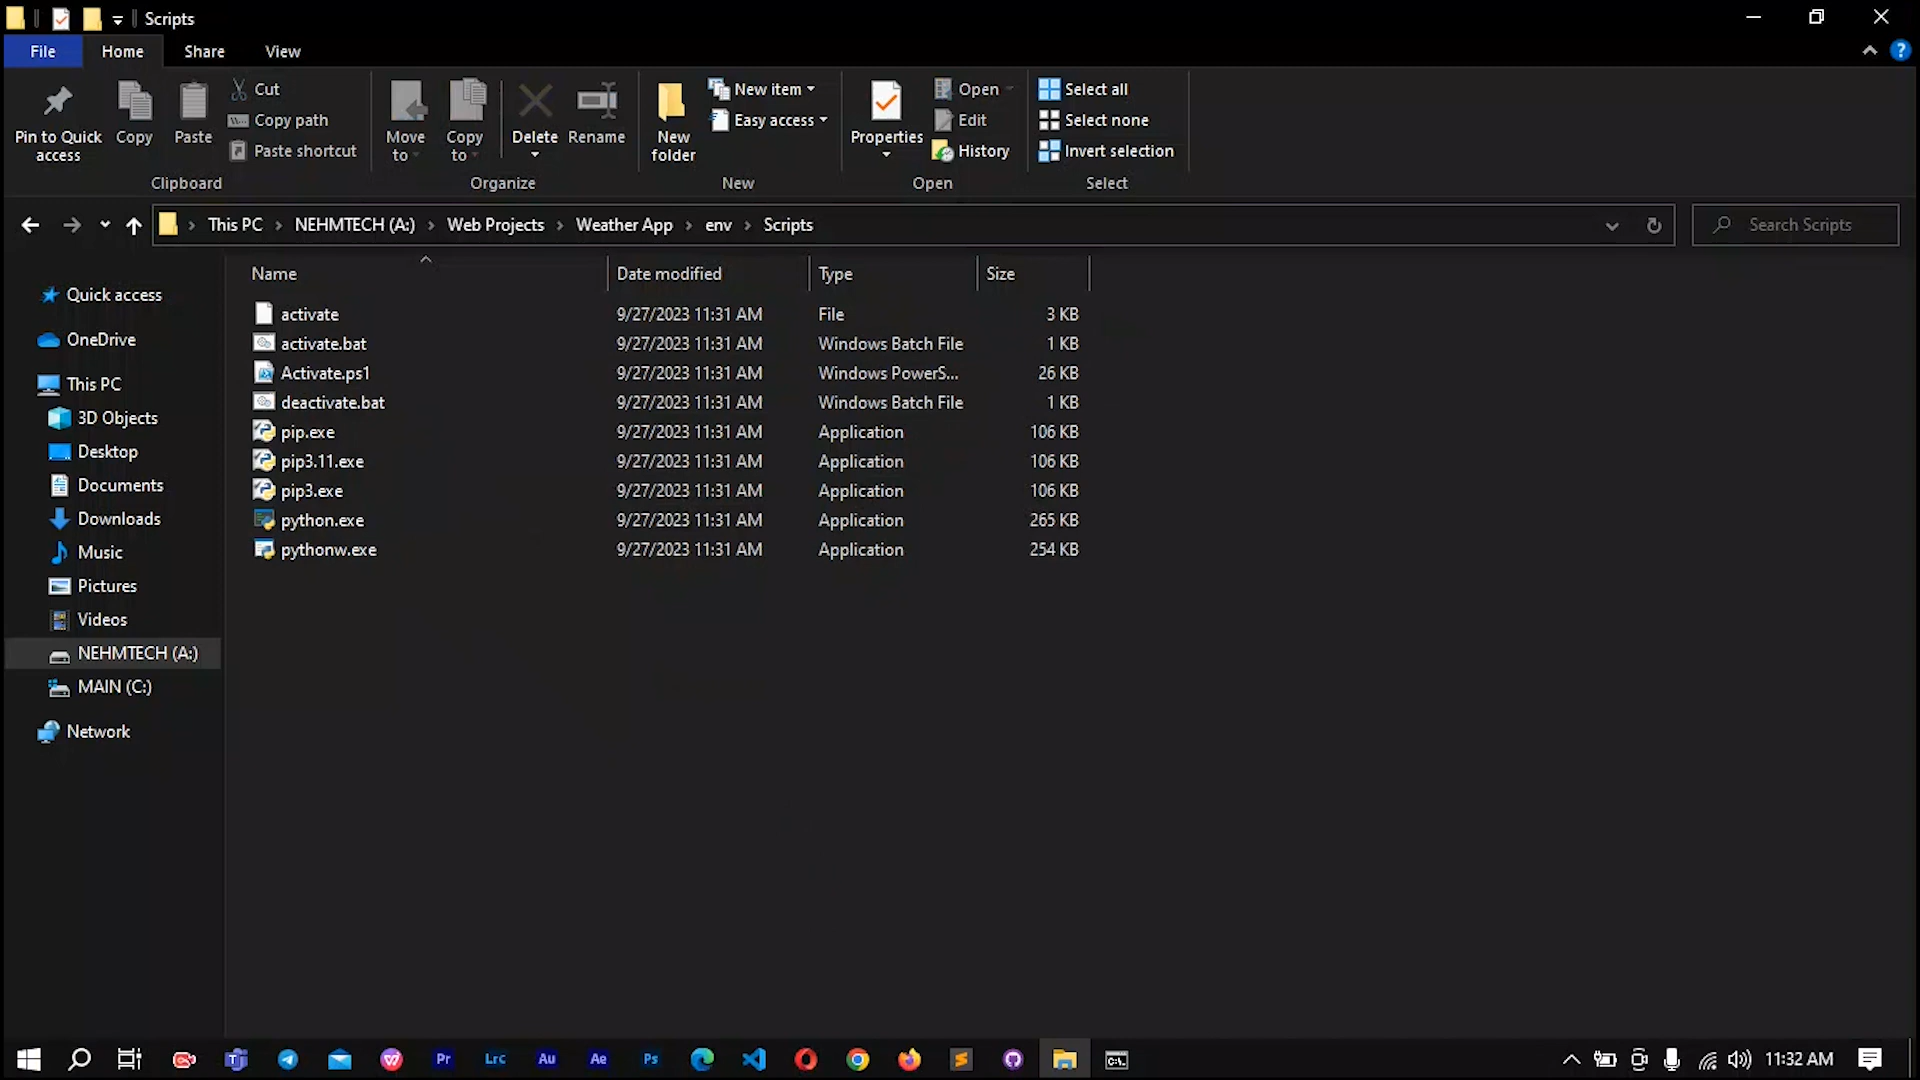 Scripts
File Home Share View
Pin to Quick access
Copy
Paste
Cut
Copy path
Paste shortcut
Clipboard
Move to
Copy to
Delete
Rename
Organize
New folder
New item
Easy access
New
Properties
Open
Edit
History
Open
Select all
Select none
Invert selection
Select
This PC > NEHMTECH (A:) > Web Projects > Weather App > env > Scripts
Search Scripts
Quick access
OneDrive
This PC
3D Objects
Desktop
Documents
Downloads
Music
Pictures
Videos
NEHMTECH (A:)
MAIN (C:)
Network
Name Date modified Type Size
activate 9/27/2023 11:31 AM File 3 KB
activate.bat 9/27/2023 11:31 AM Windows Batch File 1 KB
Activate.ps1 9/27/2023 11:31 AM Windows PowerS... 26 KB
deactivate.bat 9/27/2023 11:31 AM Windows Batch File 1 KB
pip.exe 9/27/2023 11:31 AM Application 106 KB
pip3.11.exe 9/27/2023 11:31 AM Application 106 KB
pip3.exe 9/27/2023 11:31 AM Application 106 KB
python.exe 9/27/2023 11:31 AM Application 265 KB
pythonw.exe 9/27/2023 11:31 AM Application 254 KB
Pr Lrc Au Ae Ps
11:32 AM